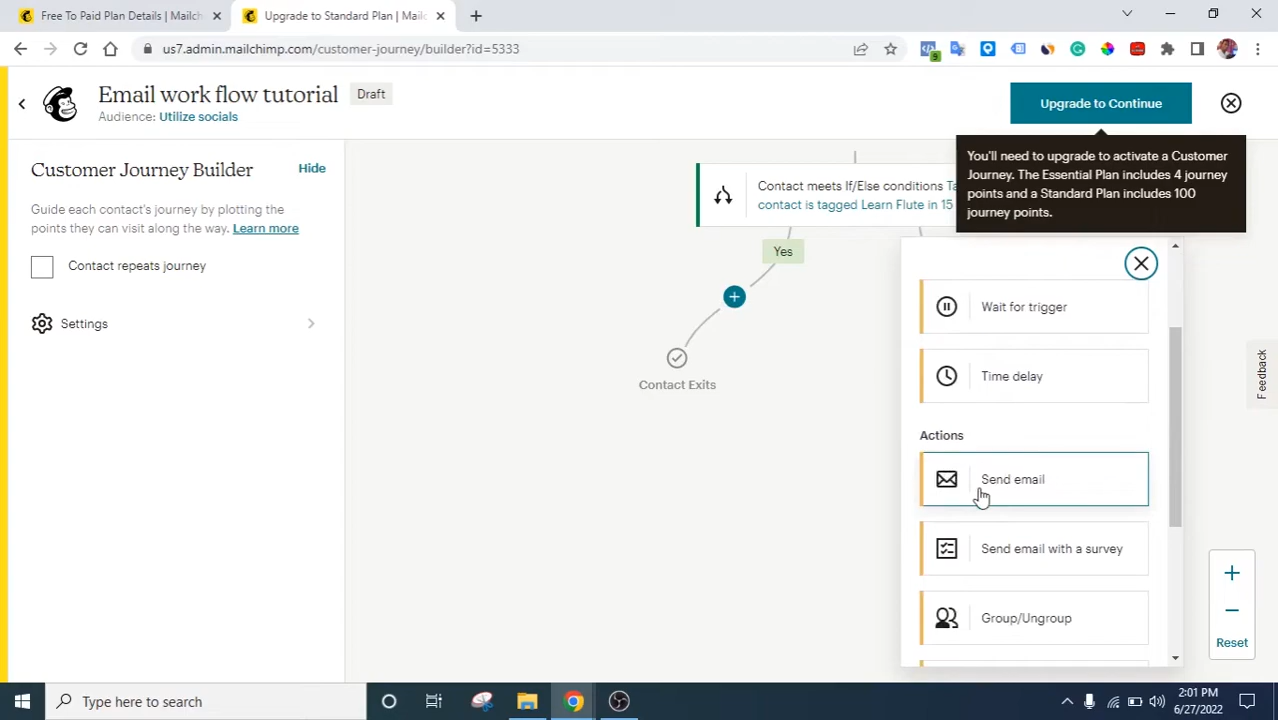 Free To Paid Plan Details | Mailch
Upgrade to Standard Plan | Mailc
us7.admin.mailchimp.com/customer-journey/builder?id=5333
9
Email work flow tutorial
Draft
Audience: Utilize socials
Upgrade to Continue
You'll need to upgrade to activate a Customer
Journey. The Essential Plan includes 4 journey
points and a Standard Plan includes 100
journey points.
Customer Journey Builder
Hide
Guide each contact's journey by plotting the
points they can visit along the way. Learn more
Contact repeats journey
Settings
Contact meets If/Else conditions Ta
contact is tagged Learn Flute in 15
Yes
Contact Exits
Wait for trigger
Time delay
Actions
Send email
Send email with a survey
Group/Ungroup
Feedback
Reset
Type here to search
2:01 PM
6/27/2022